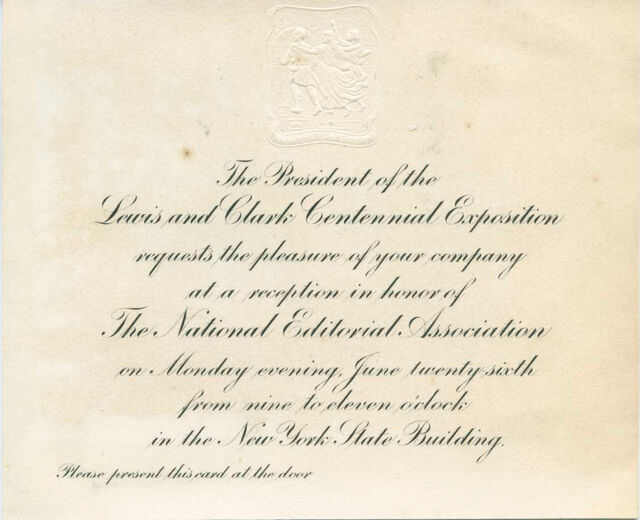 The President of the
Lewis and Clark Centennial Exposition
requests the pleasure of your company
at a reception in honor of
The National Editorial Association
on Monday evening, June twenty-sixth
from nine to eleven o'clock
in the New York State Building.
Please present this card at the door